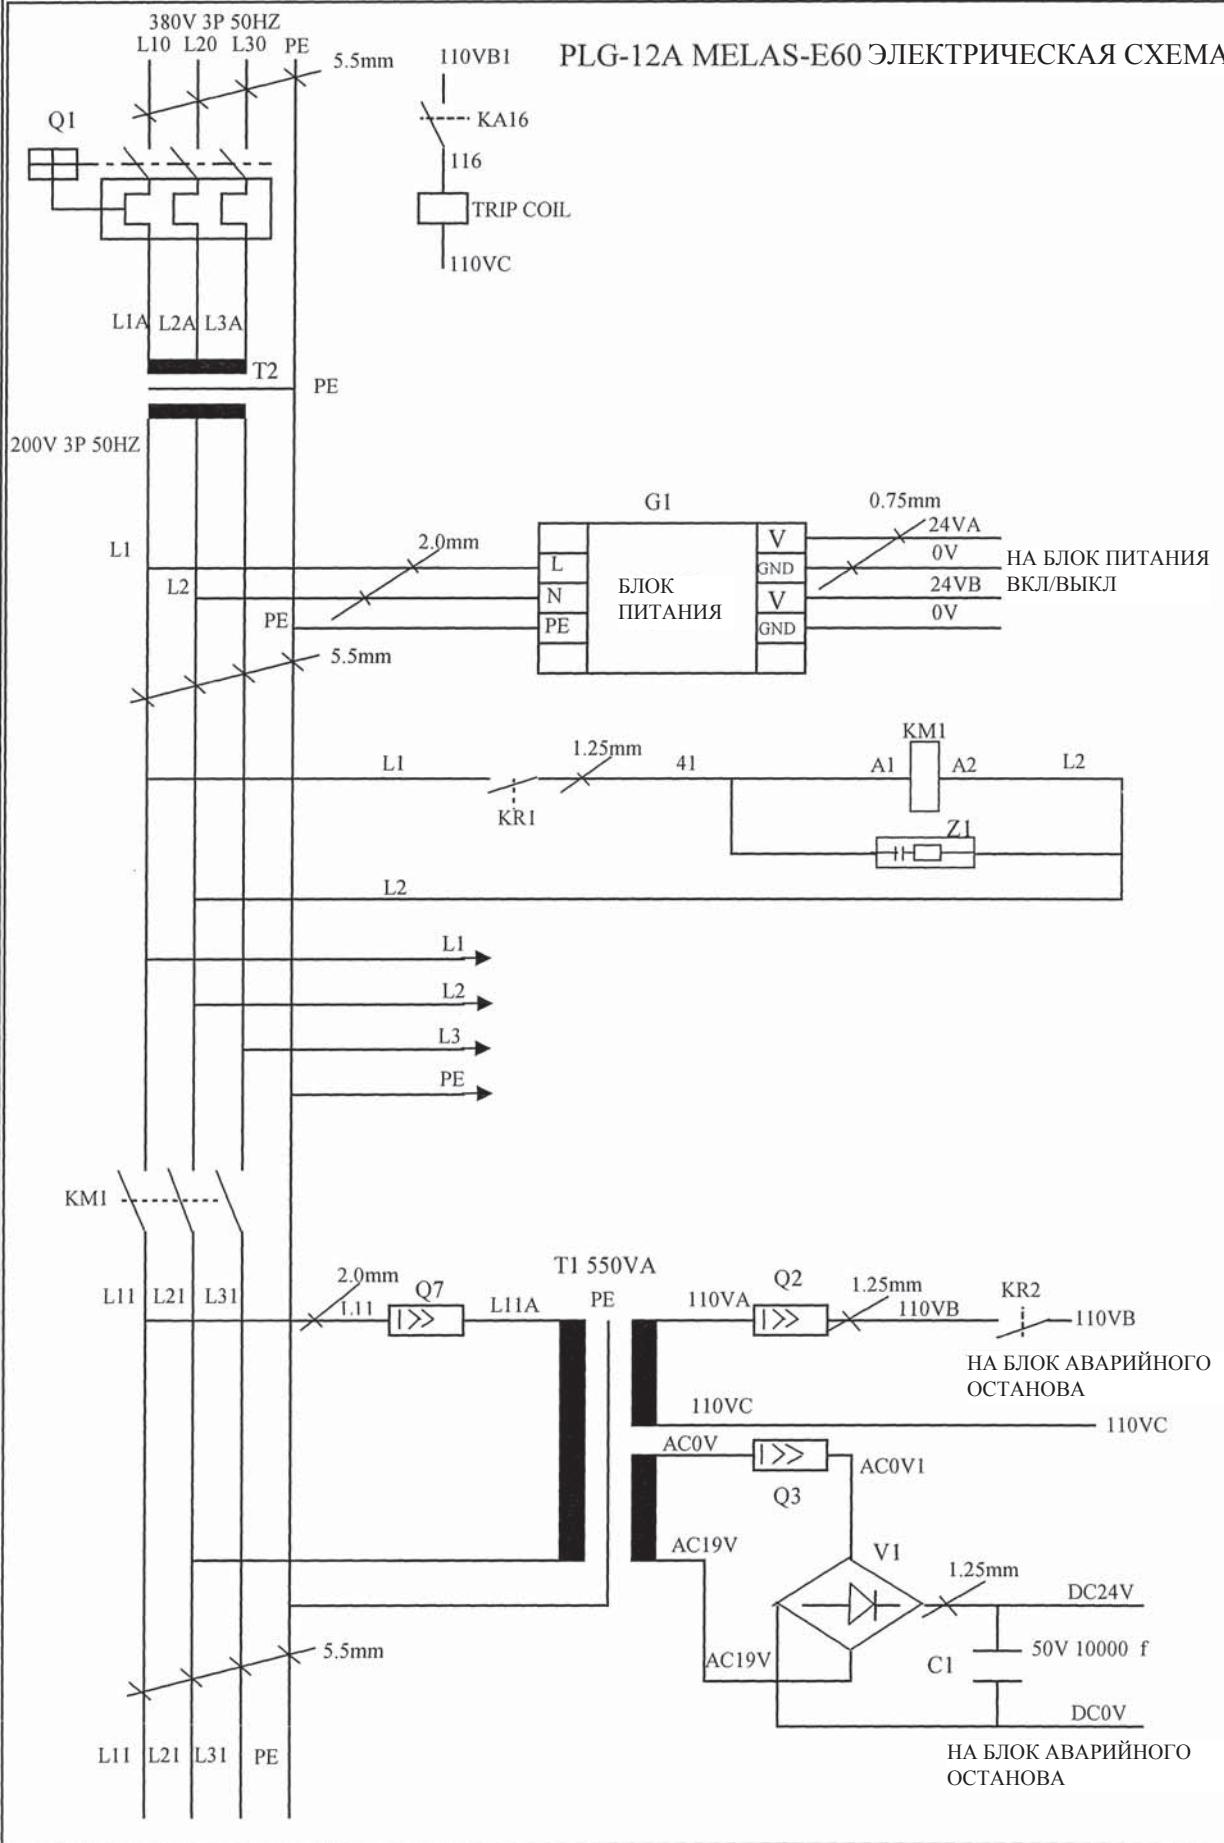 380V 3P 50HZ
L10 L20 L30 PE
5.5mm
110VB1
PLG-12A MELAS-E60 ЭЛЕКТРИЧЕСКАЯ СХЕМА
Q1
KA16
116
TRIP COIL
110VC
L1A L2A L3A
T2
PE
200V 3P 50HZ
G1
0.75mm
24VA
L1
2.0mm
V
0V
L
GND
НА БЛОК ПИТАНИЯ
ВКЛ/ВЫКЛ
L2
N
БЛОК
ПИТАНИЯ
V
24VB
PE
PE
GND
0V
5.5mm
KM1
L1
1.25mm
41
A1
A2
L2
KR1
Z1
L2
L1
L2
L3
PE
KM1
T1 550VA
L11 L21 L31
2.0mm
L11
Q7
L11A
PE
110VA
Q2
1.25mm
110VB
KR2
110VB
НА БЛОК АВАРИЙНОГО
ОСТАНОВА
110VC
110VC
AC0V
AC0V1
Q3
AC19V
V1
1.25mm
DC24V
5.5mm
AC19V
C1
50V 10000 f
DC0V
L11 L21 L31 PE
НА БЛОК АВАРИЙНОГО
ОСТАНОВА